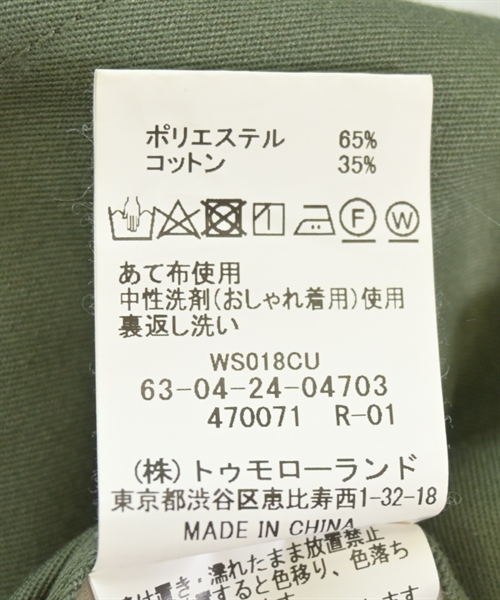 ポリエステル 65%
コットン 35%
F W
あて布使用
中性洗剤(おしゃれ着用)使用
裏返し洗い
WS018CU
63-04-24-04703
470071 R-01
(株)トゥモローランド
東京都渋谷区恵比寿西1-32-18
MADE IN CHINA
け置き・濡れたまま放置禁止
すると色移り、色落ち